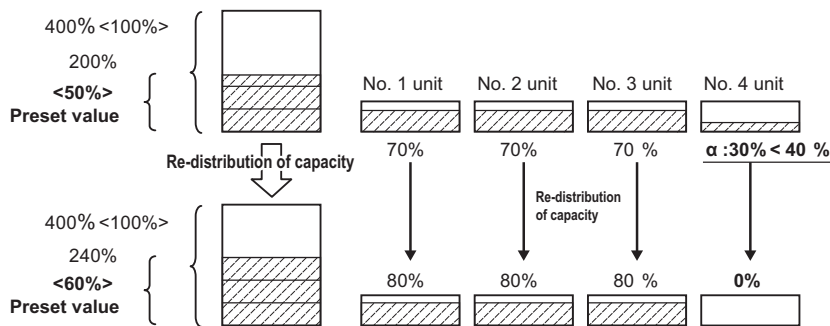 400% <100%>
200%
<50%>
Preset value
No. 1 unit
No. 2 unit
No. 3 unit
No. 4 unit
70%
70%
70 %
α :30% < 40 %
Re-distribution of capacity
Re-distribution
of capacity
400% <100%>
240%
<60%>
Preset value
80%
80%
80 %
0%